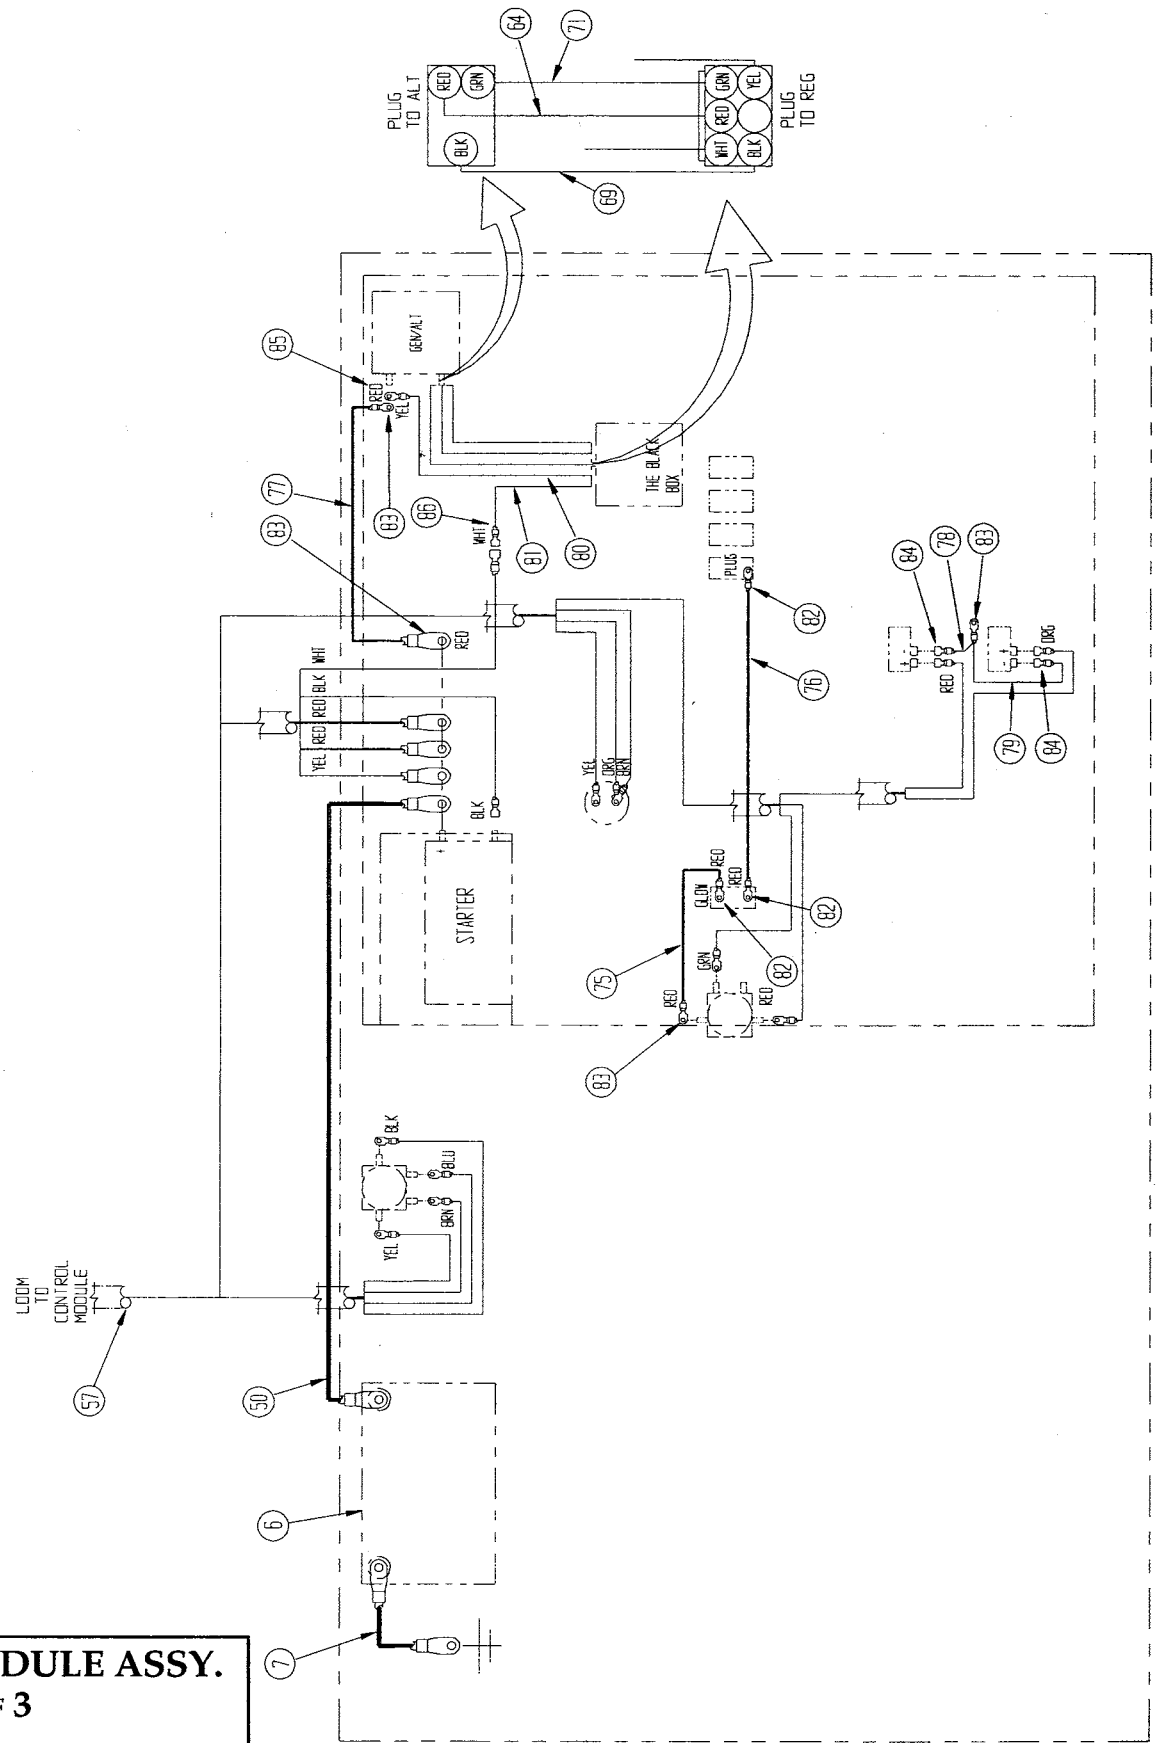 64
71
PLUG
TO ALT
RED
GRN
BLK
GRN
YEL
RED
WHT
BLK
PLUG
TO REG
69
85
RED
YEL
GEN/ALT
77
83
83
86
WHT
81
80
THE BLACK
BOX
RED
WHT
BLK
RED
RED
YEL
BLK
+
STARTER
YEL
ORG
BRN
PLUG
82
76
84
78
83
RED
+
+
ORG
79
84
GLOW
RED
RED
82
82
75
GRN
RED
RED
83
LOOM
TO
CONTROL
MODULE
57
50
YEL
BRN
BLU
BLK
6
7
DULE ASSY.
F 3